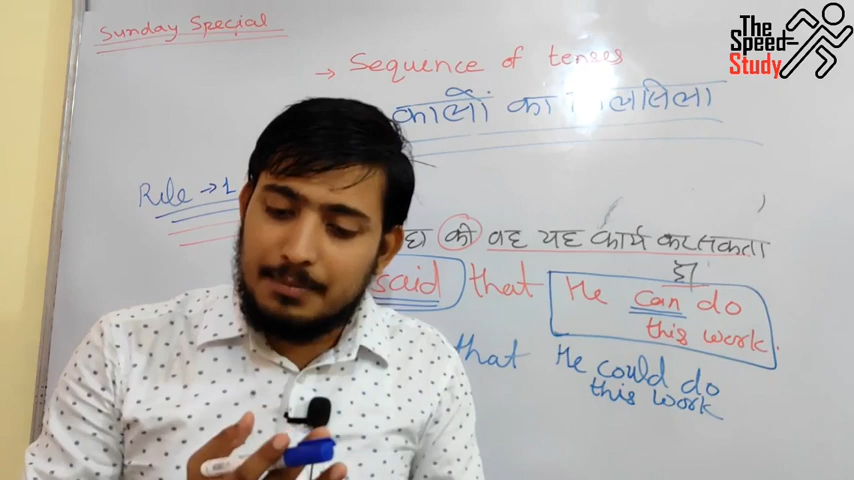 Sunday Special
The
Speed-
Study
→ Sequence of tenses
कालों का
Rule → 1
की वह यह कार्य कर सकता
है।
said that He can do
this work.
that He could do
this work